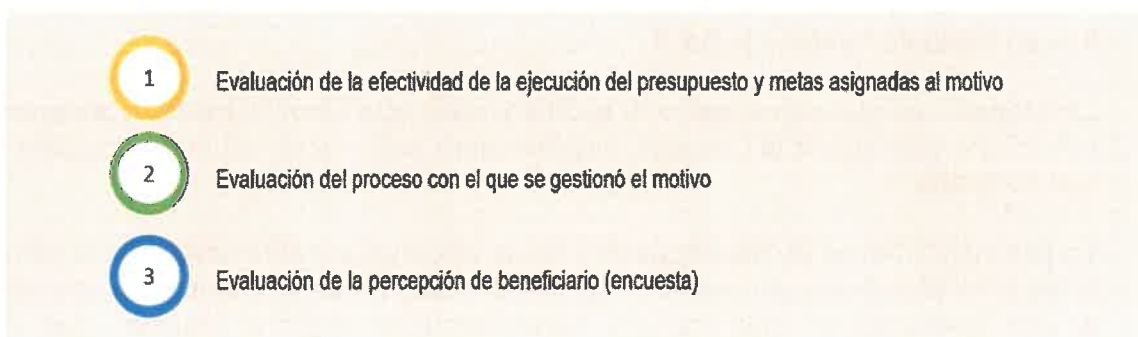 1 Evaluación de la efectividad de la ejecución del presupuesto y metas asignadas al motivo
2 Evaluación del proceso con el que se gestionó el motivo
3 Evaluación de la percepción de beneficiario (encuesta)